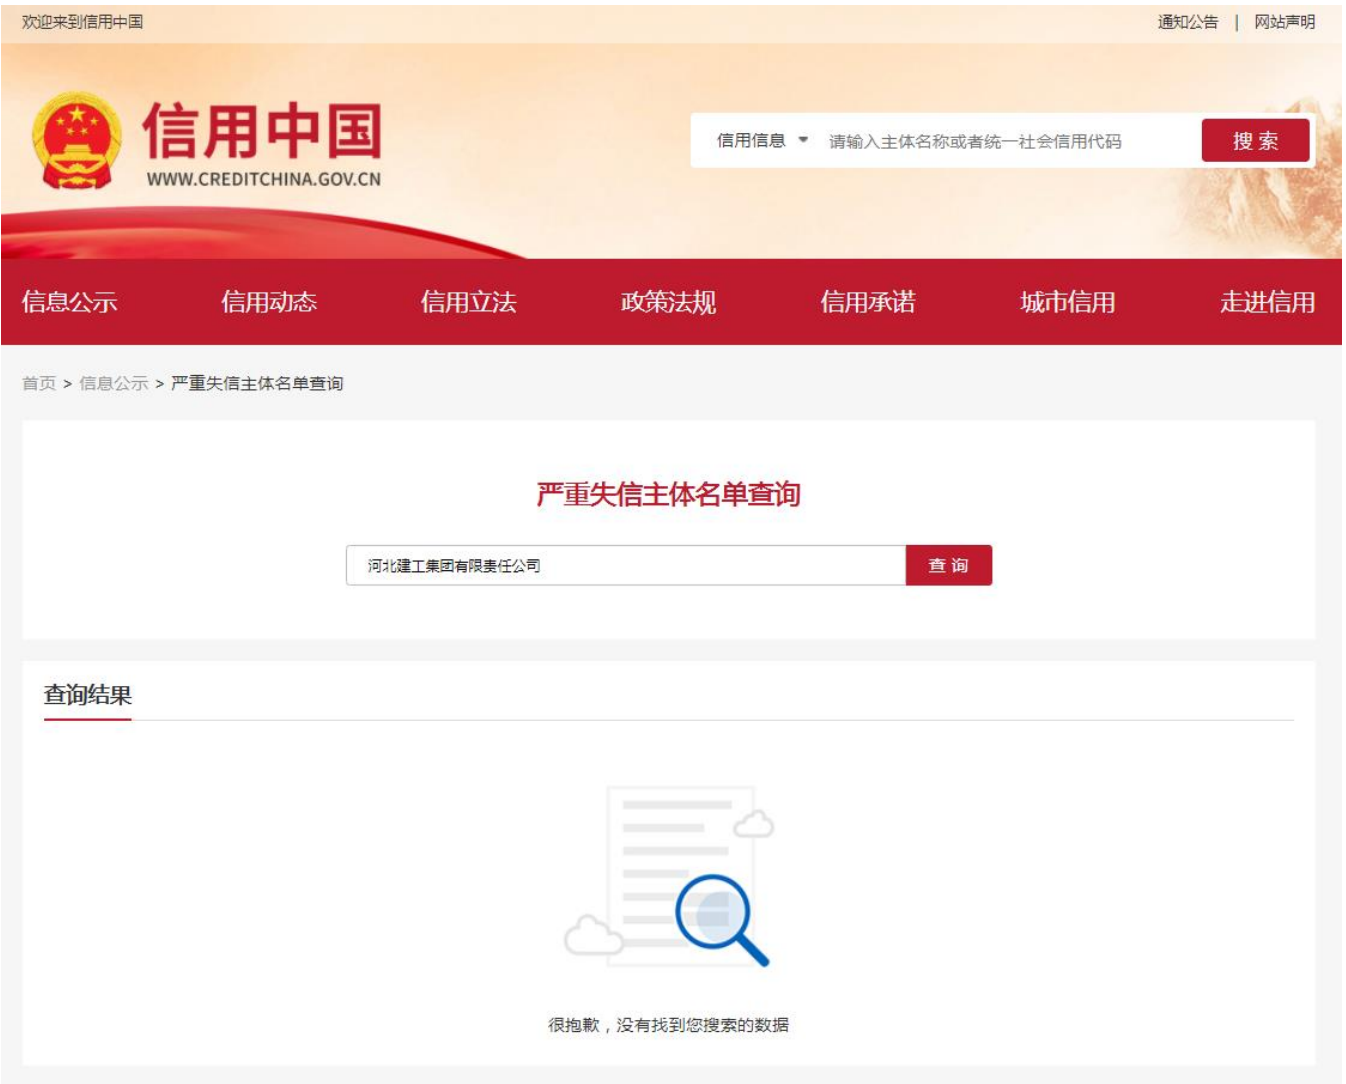 欢迎来到信用中国
通知公告 | 网站声明
信用中国
WWW.CREDITCHINA.GOV.CN
信用信息 请输入主体名称或者统一社会信用代码 搜索
信息公示 信用动态 信用立法 政策法规 信用承诺 城市信用 走进信用
首页 > 信息公示 > 严重失信主体名单查询
严重失信主体名单查询
河北建工集团有限责任公司 查询
查询结果
很抱歉，没有找到您搜索的数据